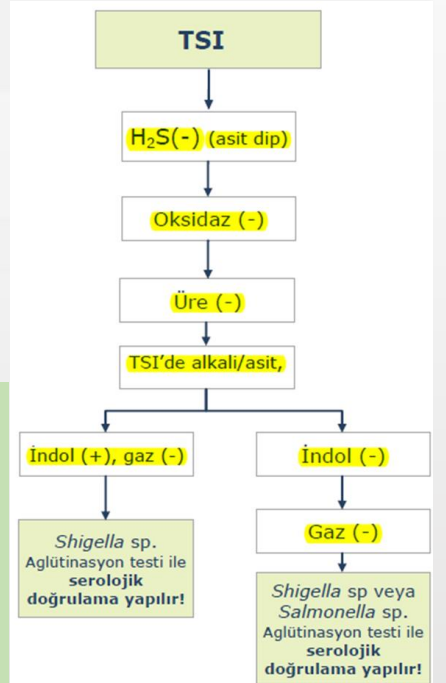 TSI
H₂S(-) (asit dip)
Oksidaz (-)
Üre (-)
TSI'de alkali/asit,
İndol (+), gaz (-)
Shigella sp.
Aglütinasyon testi ile
serolojik
doğrulama yapılır!
İndol (-)
Gaz (-)
Shigella sp veya
Salmonella sp.
Aglütinasyon testi ile
serolojik
doğrulama yapılır!